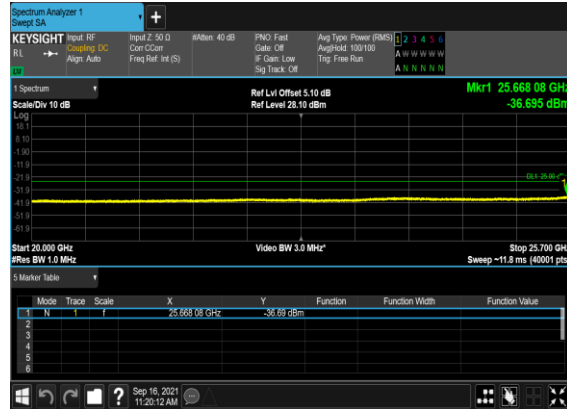 Spectrum Analyzer 1
Swept SA
+
KEYSIGHT Input: RF Input Z: 50 Ω #Atten: 40 dB PNO: Fast Avg Type: Power (RMS) 1 2 3 4 5 6
RL Coupling: DC Corr CCorr Gate: Off Avg|Hold: 100/100 A W W W W W
Align: Auto Freq Ref: Int (S) IF Gain: Low Trig: Free Run
LW Sig Track: Off A N N N N N
1 Spectrum Ref Lvl Offset 5.10 dB Mkr1 25.668 08 GHz
Scale/Div 10 dB Ref Level 28.10 dBm -36.695 dBm
Log
18.1
8.10
-1.90
-11.9
-21.9 DL1 -25.00
-31.9 1
-41.9
-51.9
-61.9
Start 20.000 GHz Video BW 3.0 MHz* Stop 25.700 GHz
#Res BW 1.0 MHz Sweep ~11.8 ms (40001 pts)
5 Marker Table
Mode Trace Scale X Y Function Function Width Function Value
1 N 1 f 25.668 08 GHz -36.69 dBm
2
3
4
5
6
? Sep 16, 2021
11:20:12 AM